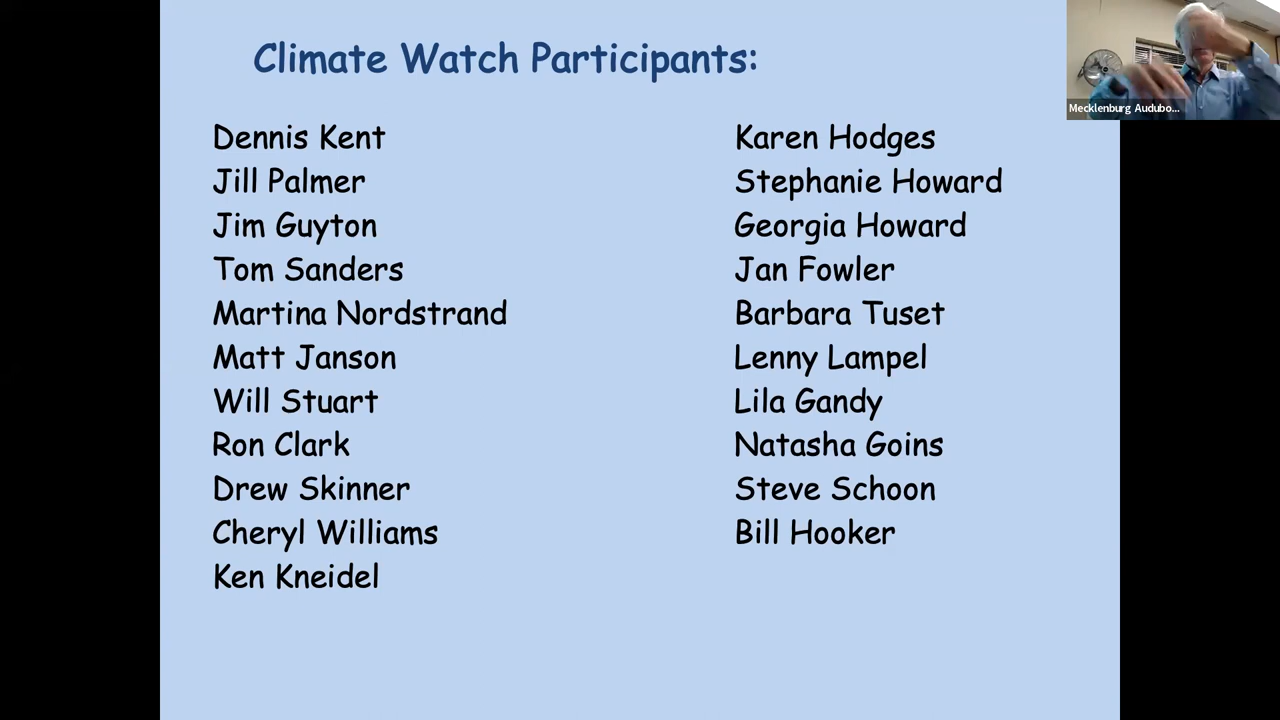 Climate Watch Participants:
Dennis Kent
Jill Palmer
Jim Guyton
Tom Sanders
Martina Nordstrand
Matt Janson
Will Stuart
Ron Clark
Drew Skinner
Cheryl Williams
Ken Kneidel
Karen Hodges
Stephanie Howard
Georgia Howard
Jan Fowler
Barbara Tuset
Lenny Lampel
Lila Gandy
Natasha Goins
Steve Schoon
Bill Hooker
Mecklenburg Audubo...